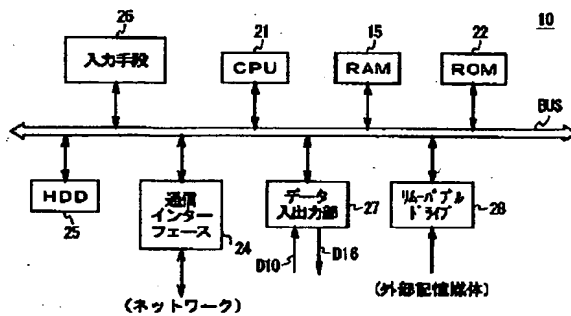 26
21
15
22
10
入力手段
CPU
RAM
ROM
BUS
HDD
25
通信
インター
フェース
24
データ
入出力部
27
リムーバブル
ドライブ
28
D10
D16
(ネットワーク)
(外部記憶媒体)